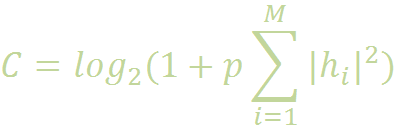 C = log₂(1 + p ∑ᵢ₌₁ᴹ |hᵢ|²)